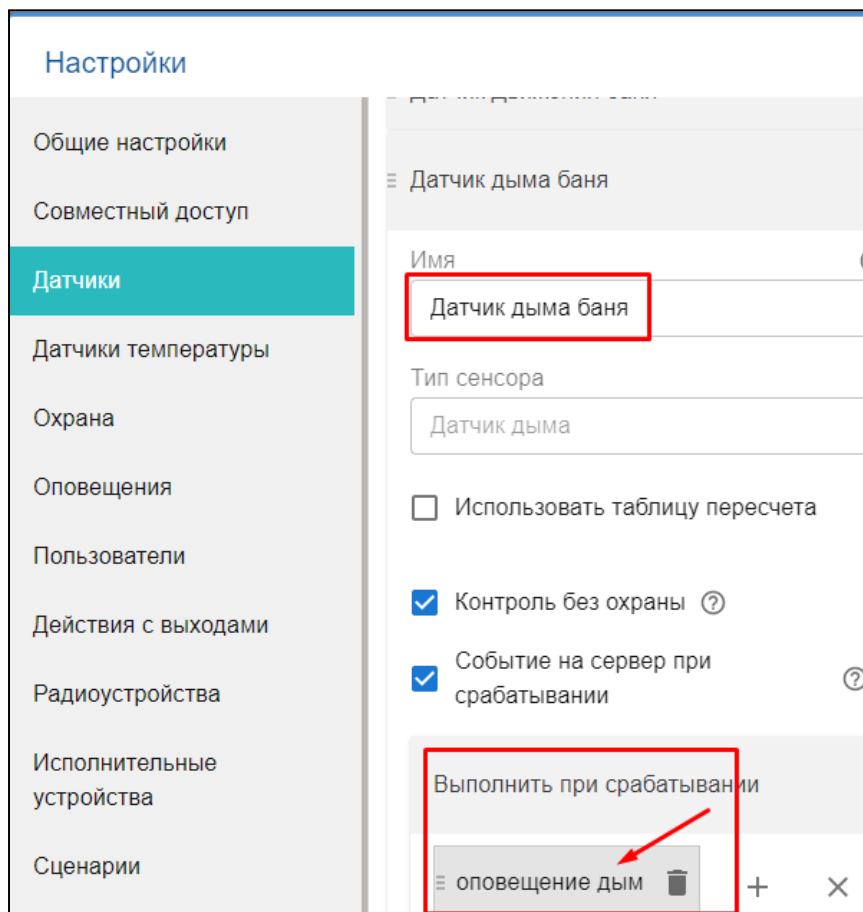 Настройки
Общие настройки
Совместный доступ
Датчики
Датчики температуры
Охрана
Оповещения
Пользователи
Действия с выходами
Радиоустройства
Исполнительные
устройства
Сценарии
Датчик дыма баня
Имя
Датчик дыма баня
Тип сенсора
Датчик дыма
Использовать таблицу пересчета
Контроль без охраны
Событие на сервер при
срабатывании
Выполнить при срабатывании
оповещение дым